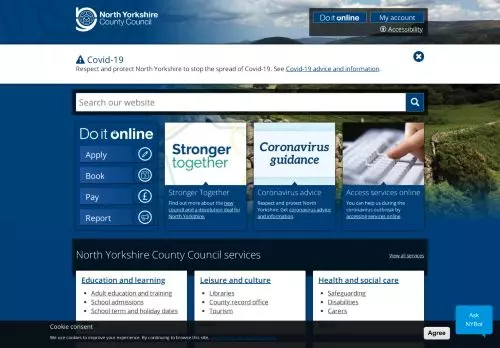 North Yorkshire
County Council
Do it online
My account
Accessibility
Covid-19
Respect and protect North Yorkshire to stop the spread of Covid-19. See Covid-19 advice and information.
Search our website
Do it online
Apply
Book
Pay
Report
Stronger
together
Stronger Together
Find out more about the new
council and a devolution deal for
North Yorkshire.
Coronavirus
guidance
Coronavirus advice
Respect and protect North
Yorkshire. Get coronavirus advice
and information.
Access services online
You can help us during the
coronavirus outbreak by
accessing services online.
North Yorkshire County Council services
View all services
Education and learning
Adult education and training
School admissions
School term and holiday dates
Leisure and culture
Libraries
County record office
Tourism
Health and social care
Safeguarding
Disabilities
Carers
Ask
NYBot
Cookie consent
We use cookies to improve your experience. By continuing to browse this site,
Agree